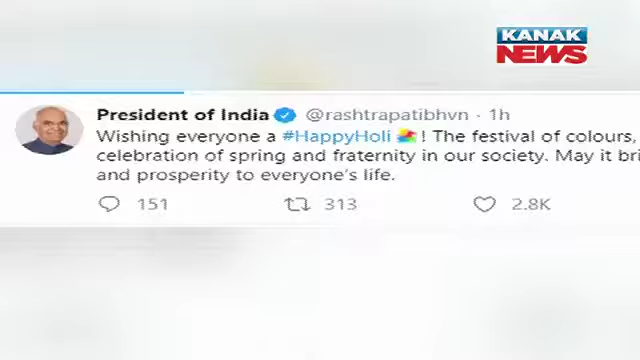 KANAK
NEWS
President of India @rashtrapatibhvn · 1h
Wishing everyone a #HappyHoli ! The festival of colours,
celebration of spring and fraternity in our society. May it bri
and prosperity to everyone's life.
151 313 2.8K